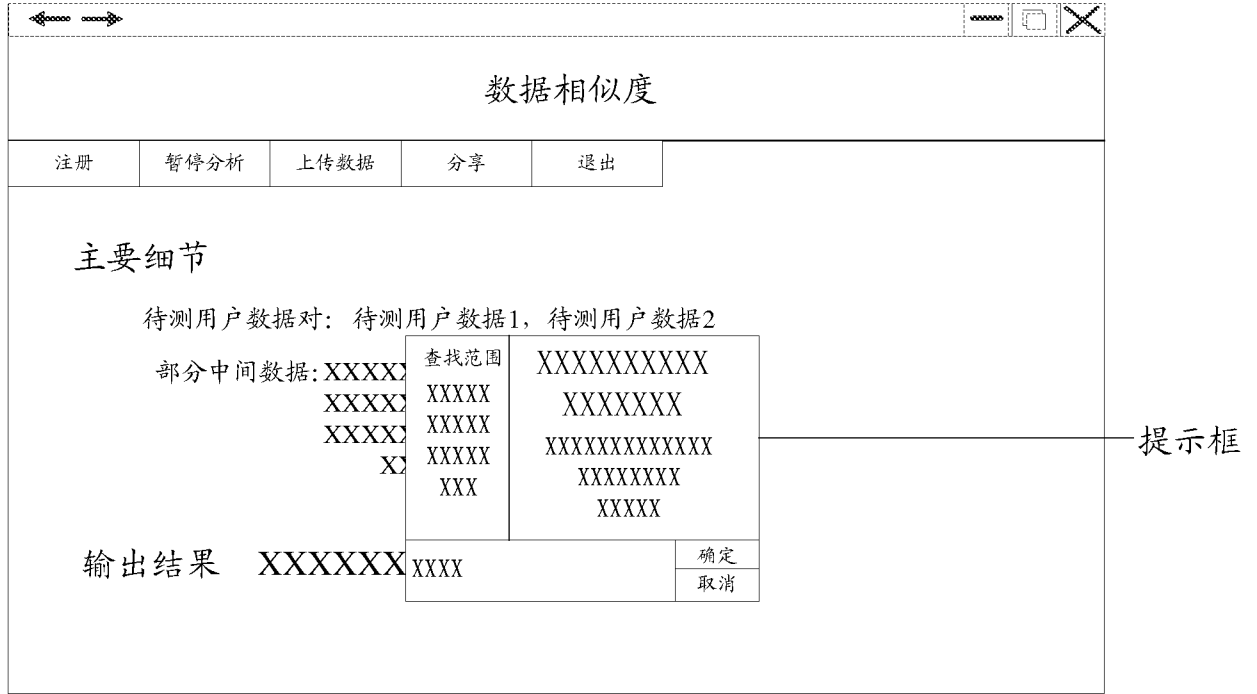 数据相似度
注册 暂停分析 上传数据 分享 退出
主要细节
待测用户数据对: 待测用户数据1, 待测用户数据2
部分中间数据:XXXXX
XXXXX
XXXXX
XX
查找范围
XXXXX
XXXXX
XXXXX
XXX
XXXXXXXXXX
XXXXXXX
XXXXXXXXXXXXX
XXXXXXXX
XXXXX
提示框
输出结果 XXXXXX
XXXX
确定
取消